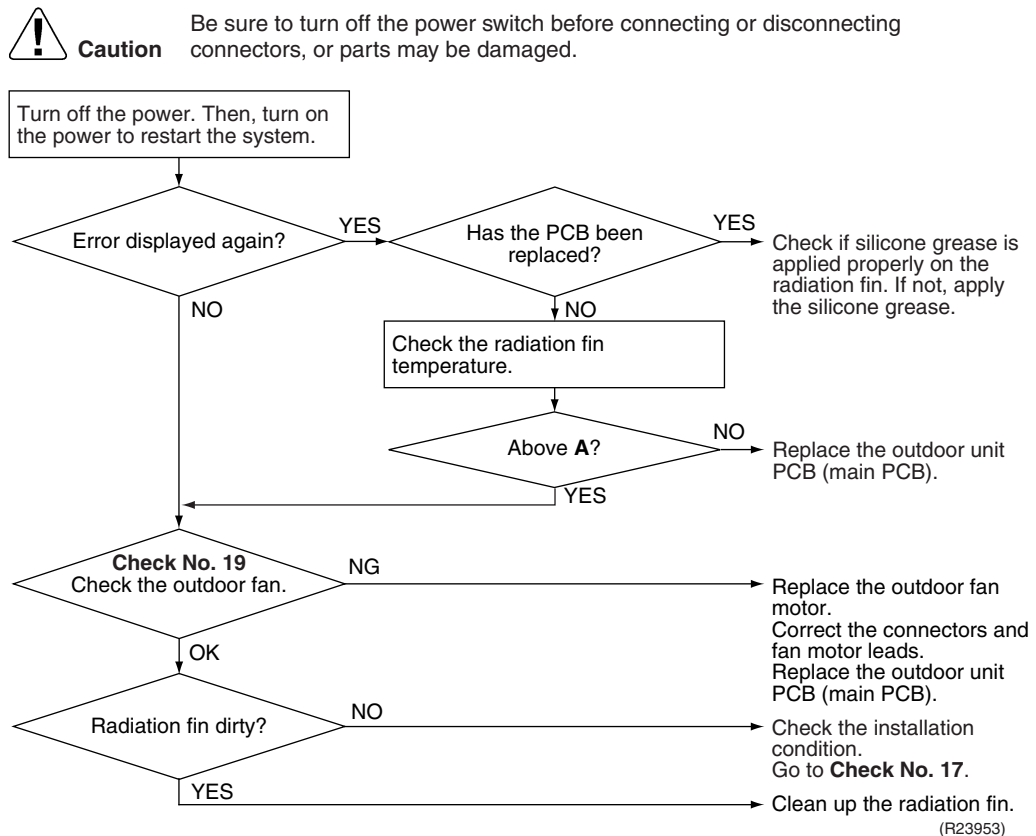 Caution
Be sure to turn off the power switch before connecting or disconnecting
connectors, or parts may be damaged.
Turn off the power. Then, turn on
the power to restart the system.
Error displayed again?
YES
Has the PCB been
replaced?
YES
Check if silicone grease is
applied properly on the
radiation fin. If not, apply
the silicone grease.
NO
NO
Check the radiation fin
temperature.
Above A?
NO
Replace the outdoor unit
PCB (main PCB).
YES
Check No. 19
Check the outdoor fan.
NG
Replace the outdoor fan
motor.
Correct the connectors and
fan motor leads.
Replace the outdoor unit
PCB (main PCB).
OK
Radiation fin dirty?
NO
Check the installation
condition.
Go to Check No. 17.
YES
Clean up the radiation fin.
(R23953)